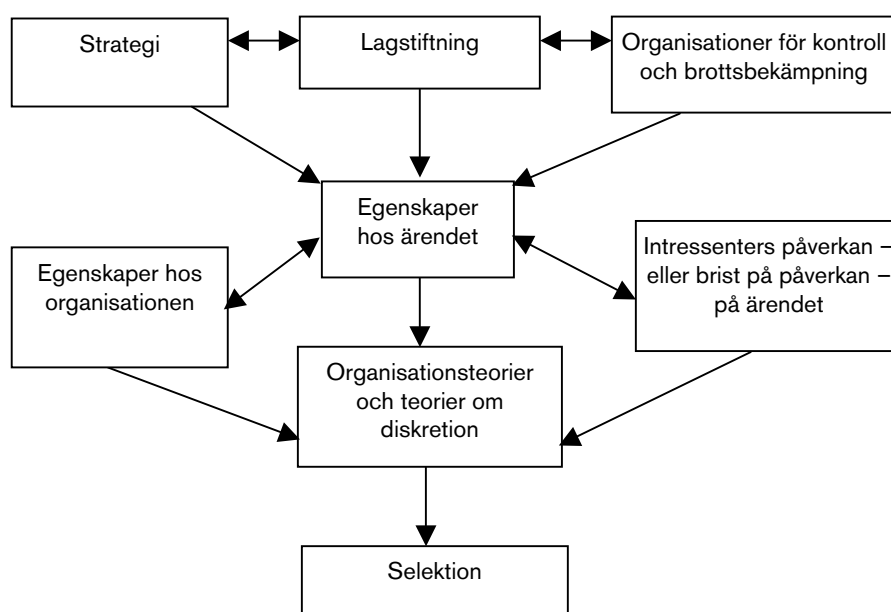 Strategi
Lagstiftning
Organisationer för kontroll
och brottsbekämpning
Egenskaper
hos ärendet
Egenskaper hos
organisationen
Intressenters påverkan –
eller brist på påverkan –
på ärendet
Organisationsteorier
och teorier om
diskretion
Selektion